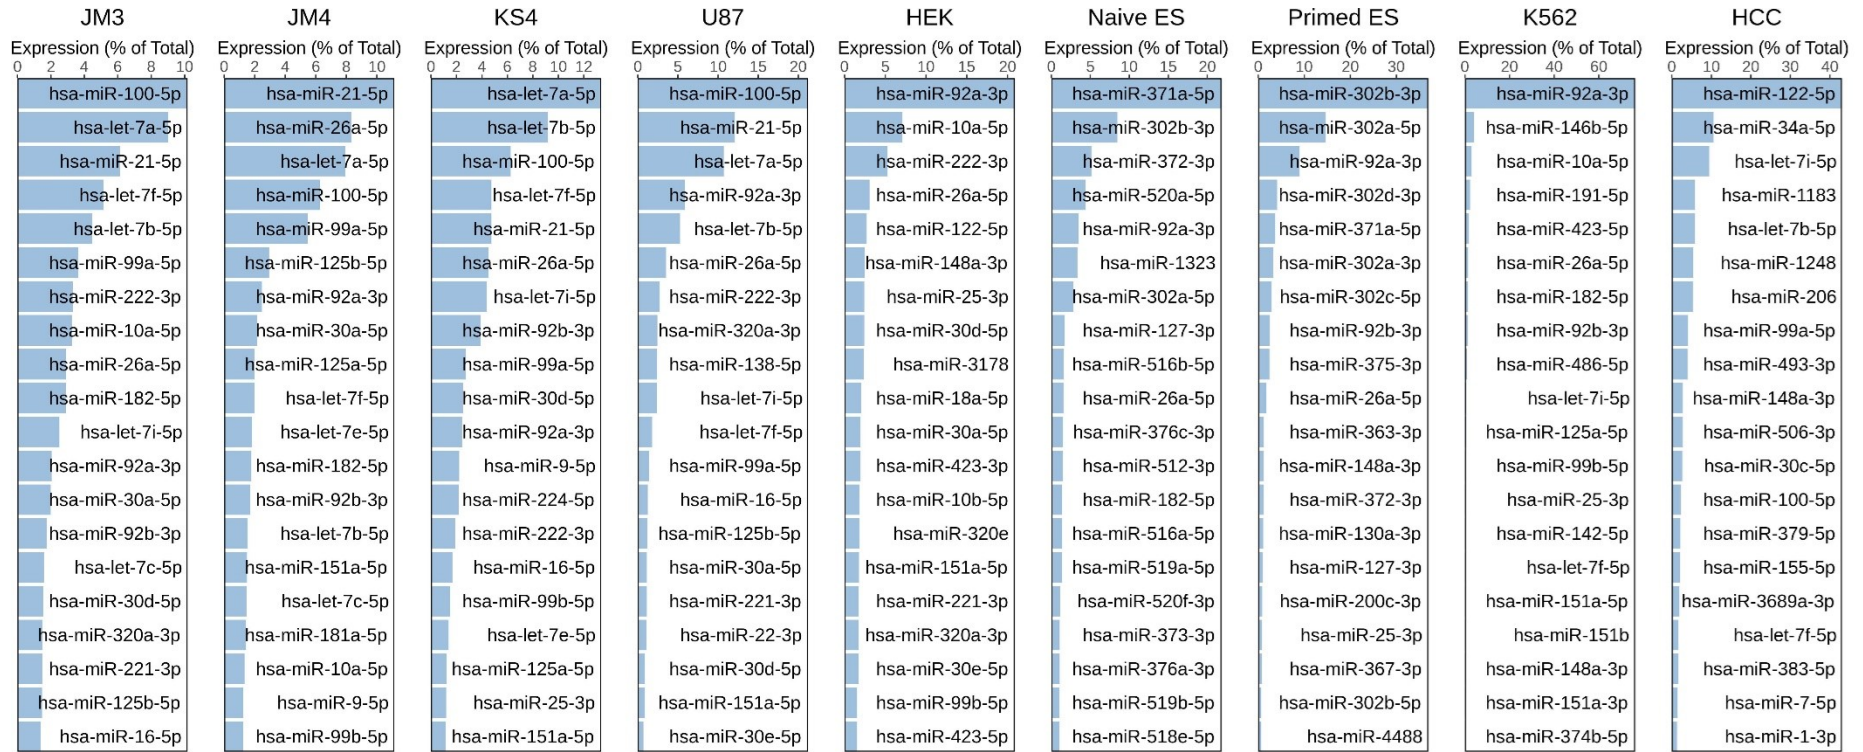 JM3 JM4 KS4 U87 HEK Naive ES Primed ES K562 HCC
Expression (% of Total) Expression (% of Total) Expression (% of Total) Expression (% of Total) Expression (% of Total) Expression (% of Total) Expression (% of Total) Expression (% of Total) Expression (% of Total)
0 2 4 6 8 10 0 2 4 6 8 10 0 2 4 6 8 10 12 0 5 10 15 20 0 5 10 15 20 0 5 10 15 20 0 10 20 30 0 20 40 60 0 10 20 30 40
hsa-miR-100-5p hsa-miR-21-5p hsa-let-7a-5p hsa-miR-100-5p hsa-miR-92a-3p hsa-miR-371a-5p hsa-miR-302b-3p hsa-miR-92a-3p hsa-miR-122-5p
hsa-let-7a-5p hsa-miR-26a-5p hsa-let-7b-5p hsa-miR-21-5p hsa-miR-10a-5p hsa-miR-302b-3p hsa-miR-302a-5p hsa-miR-146b-5p hsa-miR-34a-5p
hsa-miR-21-5p hsa-let-7a-5p hsa-miR-100-5p hsa-let-7a-5p hsa-miR-222-3p hsa-miR-372-3p hsa-miR-92a-3p hsa-miR-10a-5p hsa-let-7i-5p
hsa-let-7f-5p hsa-miR-100-5p hsa-let-7f-5p hsa-miR-92a-3p hsa-miR-26a-5p hsa-miR-520a-5p hsa-miR-302d-3p hsa-miR-191-5p hsa-miR-1183
hsa-let-7b-5p hsa-miR-99a-5p hsa-miR-21-5p hsa-let-7b-5p hsa-miR-122-5p hsa-miR-92a-3p hsa-miR-371a-5p hsa-miR-423-5p hsa-let-7b-5p
hsa-miR-99a-5p hsa-miR-125b-5p hsa-miR-26a-5p hsa-miR-26a-5p hsa-miR-148a-3p hsa-miR-1323 hsa-miR-302a-3p hsa-miR-26a-5p hsa-miR-1248
hsa-miR-222-3p hsa-miR-92a-3p hsa-let-7i-5p hsa-miR-222-3p hsa-miR-25-3p hsa-miR-302a-5p hsa-miR-302c-5p hsa-miR-182-5p hsa-miR-206
hsa-miR-10a-5p hsa-miR-30a-5p hsa-miR-92b-3p hsa-miR-320a-3p hsa-miR-30d-5p hsa-miR-127-3p hsa-miR-92b-3p hsa-miR-92b-3p hsa-miR-99a-5p
hsa-miR-26a-5p hsa-miR-125a-5p hsa-miR-99a-5p hsa-miR-138-5p hsa-miR-3178 hsa-miR-516b-5p hsa-miR-375-3p hsa-miR-486-5p hsa-miR-493-3p
hsa-miR-182-5p hsa-let-7f-5p hsa-miR-30d-5p hsa-let-7i-5p hsa-miR-18a-5p hsa-miR-26a-5p hsa-miR-26a-5p hsa-let-7i-5p hsa-miR-148a-3p
hsa-let-7i-5p hsa-let-7e-5p hsa-miR-92a-3p hsa-let-7f-5p hsa-miR-30a-5p hsa-miR-376c-3p hsa-miR-363-3p hsa-miR-125a-5p hsa-miR-506-3p
hsa-miR-92a-3p hsa-miR-182-5p hsa-miR-9-5p hsa-miR-99a-5p hsa-miR-423-3p hsa-miR-512-3p hsa-miR-148a-3p hsa-miR-99b-5p hsa-miR-30c-5p
hsa-miR-30a-5p hsa-miR-92b-3p hsa-miR-224-5p hsa-miR-16-5p hsa-miR-10b-5p hsa-miR-182-5p hsa-miR-372-3p hsa-miR-25-3p hsa-miR-100-5p
hsa-miR-92b-3p hsa-let-7b-5p hsa-miR-222-3p hsa-miR-125b-5p hsa-miR-320e hsa-miR-516a-5p hsa-miR-130a-3p hsa-miR-142-5p hsa-miR-379-5p
hsa-let-7c-5p hsa-miR-151a-5p hsa-miR-16-5p hsa-miR-30a-5p hsa-miR-151a-5p hsa-miR-519a-5p hsa-miR-127-3p hsa-let-7f-5p hsa-miR-155-5p
hsa-miR-30d-5p hsa-let-7c-5p hsa-miR-99b-5p hsa-miR-221-3p hsa-miR-221-3p hsa-miR-520f-3p hsa-miR-200c-3p hsa-miR-151a-5p hsa-miR-3689a-3p
hsa-miR-320a-3p hsa-miR-181a-5p hsa-let-7e-5p hsa-miR-22-3p hsa-miR-320a-3p hsa-miR-373-3p hsa-miR-25-3p hsa-miR-151b hsa-let-7f-5p
hsa-miR-221-3p hsa-miR-10a-5p hsa-miR-125a-5p hsa-miR-30d-5p hsa-miR-30e-5p hsa-miR-376a-3p hsa-miR-367-3p hsa-miR-148a-3p hsa-miR-383-5p
hsa-miR-125b-5p hsa-miR-9-5p hsa-miR-25-3p hsa-miR-151a-5p hsa-miR-99b-5p hsa-miR-519b-5p hsa-miR-302b-5p hsa-miR-151a-3p hsa-miR-7-5p
hsa-miR-16-5p hsa-miR-99b-5p hsa-miR-151a-5p hsa-miR-30e-5p hsa-miR-423-5p hsa-miR-518e-5p hsa-miR-4488 hsa-miR-374b-5p hsa-miR-1-3p